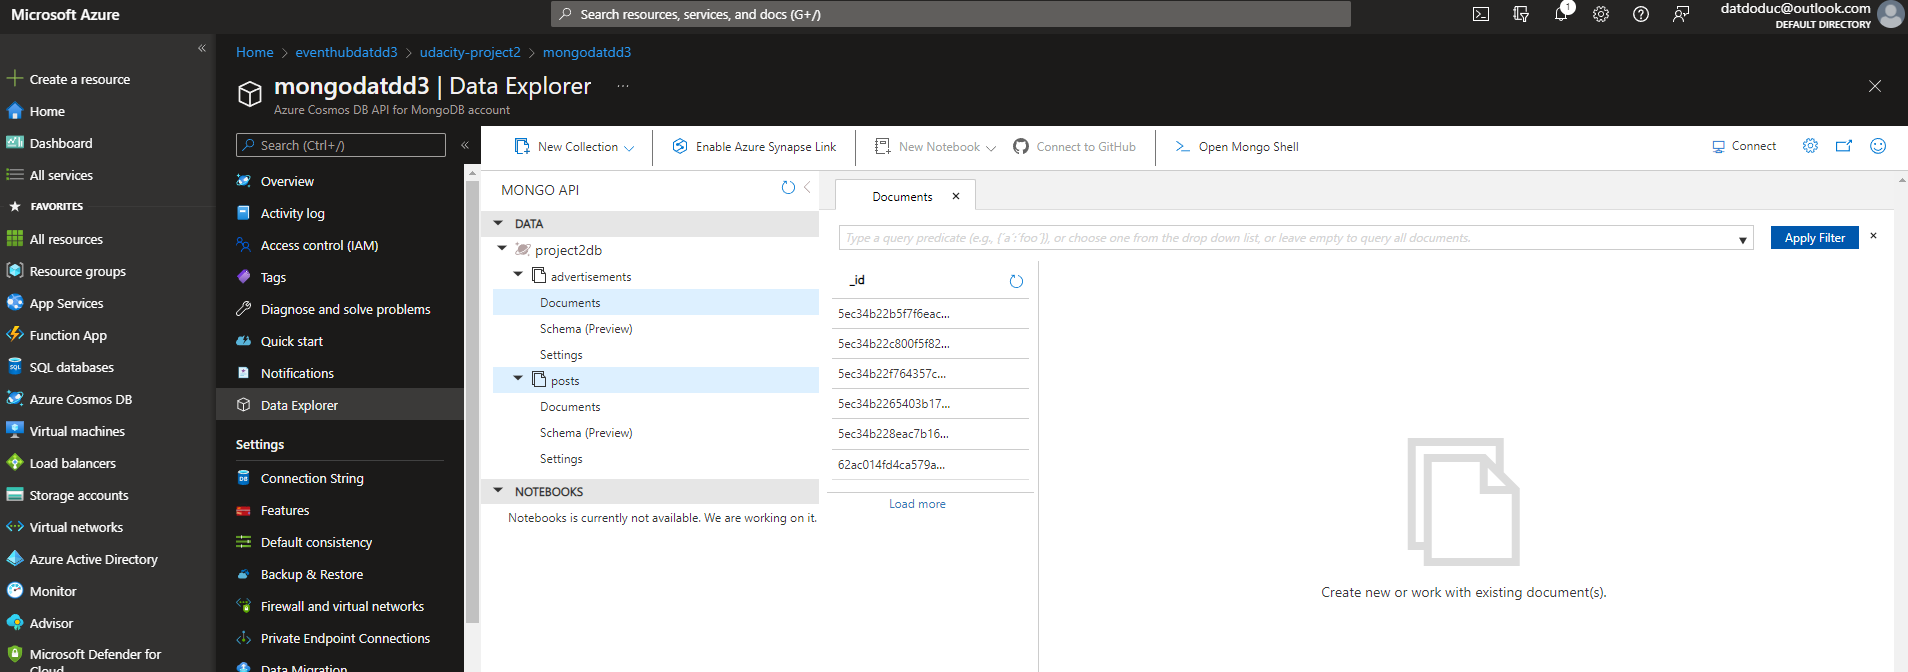 Microsoft Azure
Search resources, services, and docs (G+/)
1
datdoduc@outlook.com
DEFAULT DIRECTORY
«
Create a resource
Home
Dashboard
All services
FAVORITES
All resources
Resource groups
App Services
Function App
SQL databases
Azure Cosmos DB
Virtual machines
Load balancers
Storage accounts
Virtual networks
Azure Active Directory
Monitor
Advisor
Microsoft Defender for
Cloud
Home > eventhubdatdd3 > udacity-project2 > mongodatdd3
mongodatdd3 | Data Explorer ...
Azure Cosmos DB API for MongoDB account
Search (Ctrl+/)
«
Overview
Activity log
Access control (IAM)
Tags
Diagnose and solve problems
Quick start
Notifications
Data Explorer
Settings
Connection String
Features
Default consistency
Backup & Restore
Firewall and virtual networks
Private Endpoint Connections
Data Migration
New Collection
Enable Azure Synapse Link
New Notebook
Connect to GitHub
Open Mongo Shell
Connect
MONGO API
DATA
project2db
advertisements
Documents
Schema (Preview)
Settings
posts
Documents
Schema (Preview)
Settings
NOTEBOOKS
Notebooks is currently not available. We are working on it.
Documents
Type a query predicate (e.g., {´a´:´foo´}), or choose one from the drop down list, or leave empty to query all documents.
Apply Filter
_id
5ec34b22b5f7f6eac...
5ec34b22c800f5f82...
5ec34b22f764357c...
5ec34b2265403b17...
5ec34b228eac7b16...
62ac014fd4ca579a...
Load more
Create new or work with existing document(s).